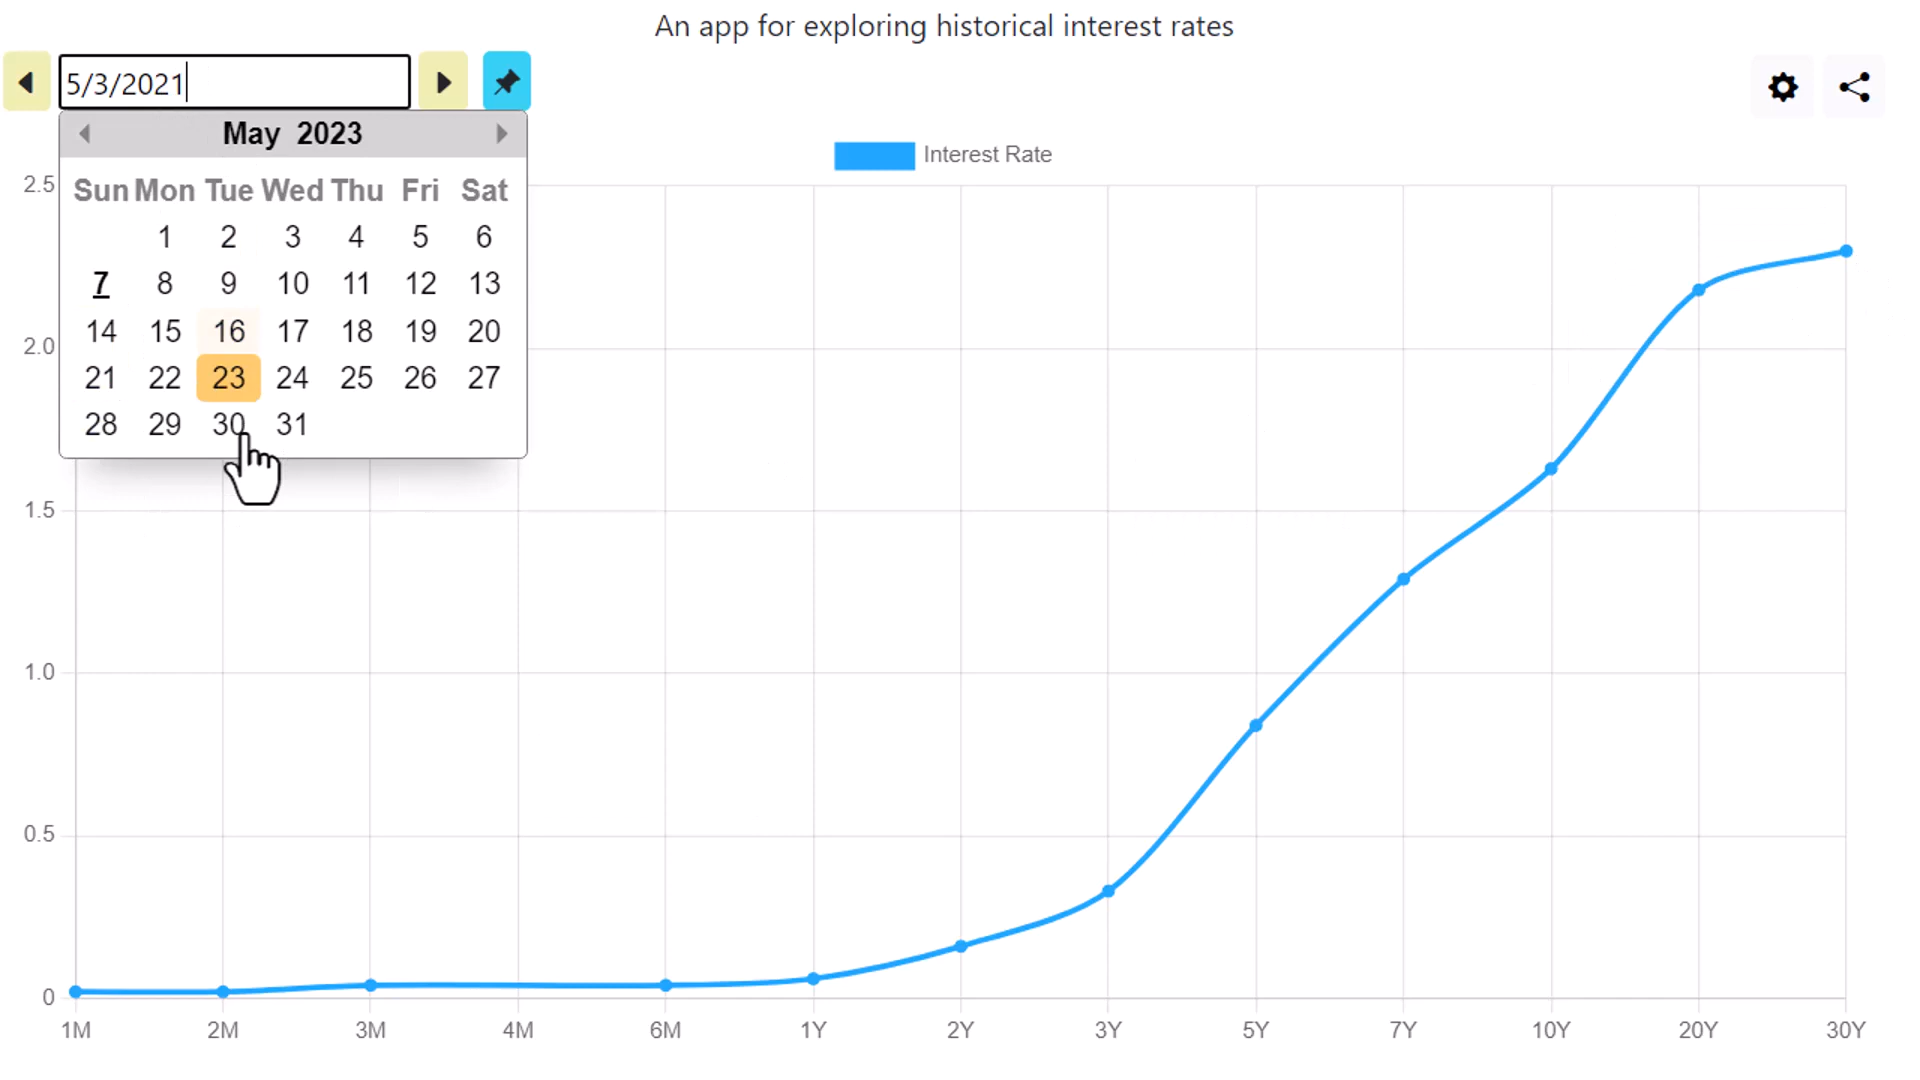 An app for exploring historical interest rates
5/3/2021
May 2023
Sun Mon Tue Wed Thu Fri Sat
1 2 3 4 5 6
7 8 9 10 11 12 13
14 15 16 17 18 19 20
21 22 23 24 25 26 27
28 29 30 31
Interest Rate
2.5
2.0
1.5
1.0
0.5
0
1M 2M 3M 4M 6M 1Y 2Y 3Y 5Y 7Y 10Y 20Y 30Y